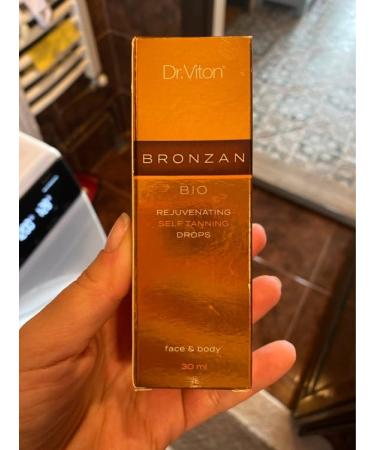 Dr.Viton®
BRONZAN
BIO
REJUVENATING
SELF TANNING
DROPS
face & body
30 ml